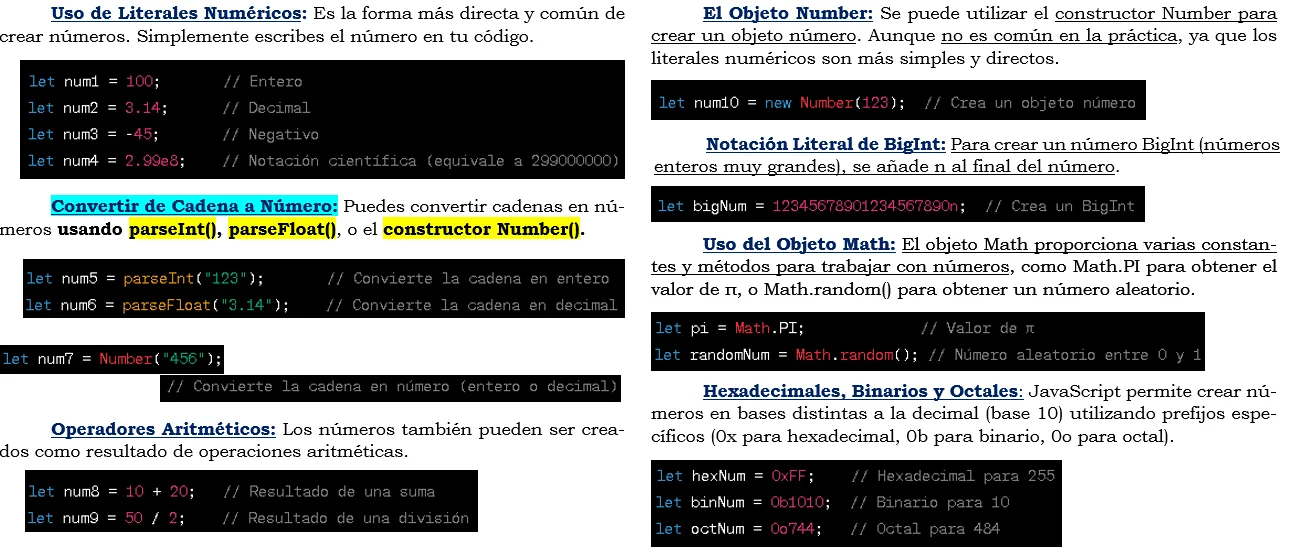 Uso de Literales Numéricos: Es la forma más directa y común de
crear números. Simplemente escribes el número en tu código.
let num1 = 100;        // Entero
let num2 = 3.14;       // Decimal
let num3 = -45;        // Negativo
let num4 = 2.99e8;     // Notación científica (equivale a 299000000)
Convertir de Cadena a Número: Puedes convertir cadenas en nú-
meros usando parseInt(), parseFloat(), o el constructor Number().
let num5 = parseInt("123");        // Convierte la cadena en entero
let num6 = parseFloat("3.14");     // Convierte la cadena en decimal
let num7 = Number("456");
// Convierte la cadena en número (entero o decimal)
Operadores Aritméticos: Los números también pueden ser crea-
dos como resultado de operaciones aritméticas.
let num8 = 10 + 20;   // Resultado de una suma
let num9 = 50 / 2;    // Resultado de una división
El Objeto Number: Se puede utilizar el constructor Number para
crear un objeto número. Aunque no es común en la práctica, ya que los
literales numéricos son más simples y directos.
let num10 = new Number(123);  // Crea un objeto número
Notación Literal de BigInt: Para crear un número BigInt (números
enteros muy grandes), se añade n al final del número.
let bigNum = 12345678901234567890n;  // Crea un BigInt
Uso del Objeto Math: El objeto Math proporciona varias constan-
tes y métodos para trabajar con números, como Math.PI para obtener el
valor de π, o Math.random() para obtener un número aleatorio.
let pi = Math.PI;              // Valor de π
let randomNum = Math.random(); // Número aleatorio entre 0 y 1
Hexadecimales, Binarios y Octales: JavaScript permite crear nú-
meros en bases distintas a la decimal (base 10) utilizando prefijos espe-
cíficos (0x para hexadecimal, 0b para binario, 0o para octal).
let hexNum = 0xFF;    // Hexadecimal para 255
let binNum = 0b1010;  // Binario para 10
let octNum = 0o744;   // Octal para 484